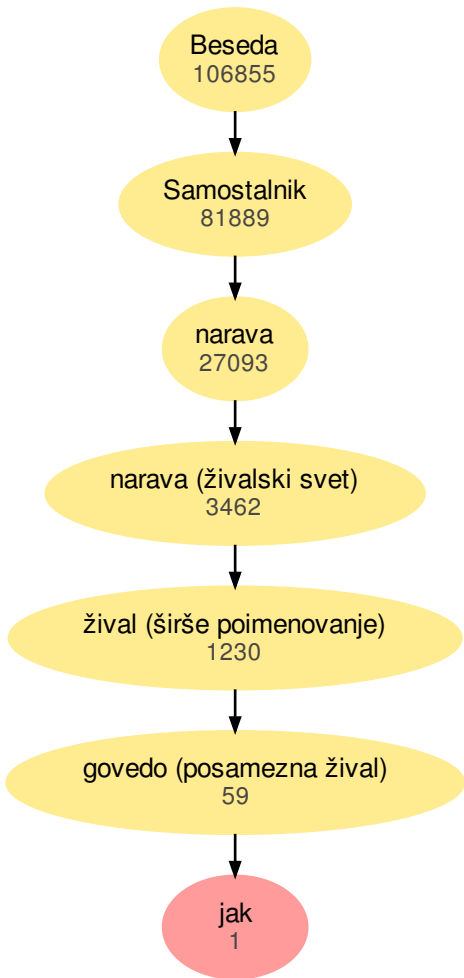 Beseda
106855
Samostalnik
81889
narava
27093
narava (živalski svet)
3462
žival (širše poimenovanje)
1230
govedo (posamezna žival)
59
jak
1